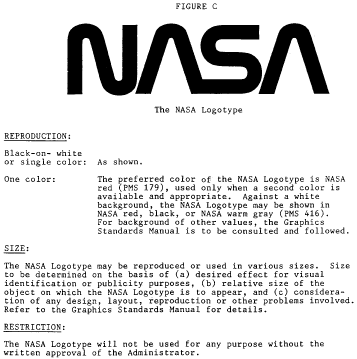 FIGURE C
NASA
The NASA Logotype
REPRODUCTION:
Black-on- white
or single color: As shown.
One color: The preferred color of the NASA Logotype is NASA
red (PMS 179), used only when a second color is
available and appropriate. Against a white
background, the NASA Logotype may be shown in
NASA red, black, or NASA warm gray (PMS 416).
For background of other values, the Graphics
Standards Manual is to be consulted and followed.
SIZE:
The NASA Logotype may be reproduced or used in various sizes. Size
to be determined on the basis of (a) desired effect for visual
identification or publicity purposes, (b) relative size of the
object on which the NASA Logotype is to appear, and (c) considera-
tion of any design, layout, reproduction or other problems involved.
Refer to the Graphics Standards Manual for details.
RESTRICTION:
The NASA Logotype will not be used for any purpose without the
written approval of the Administrator.